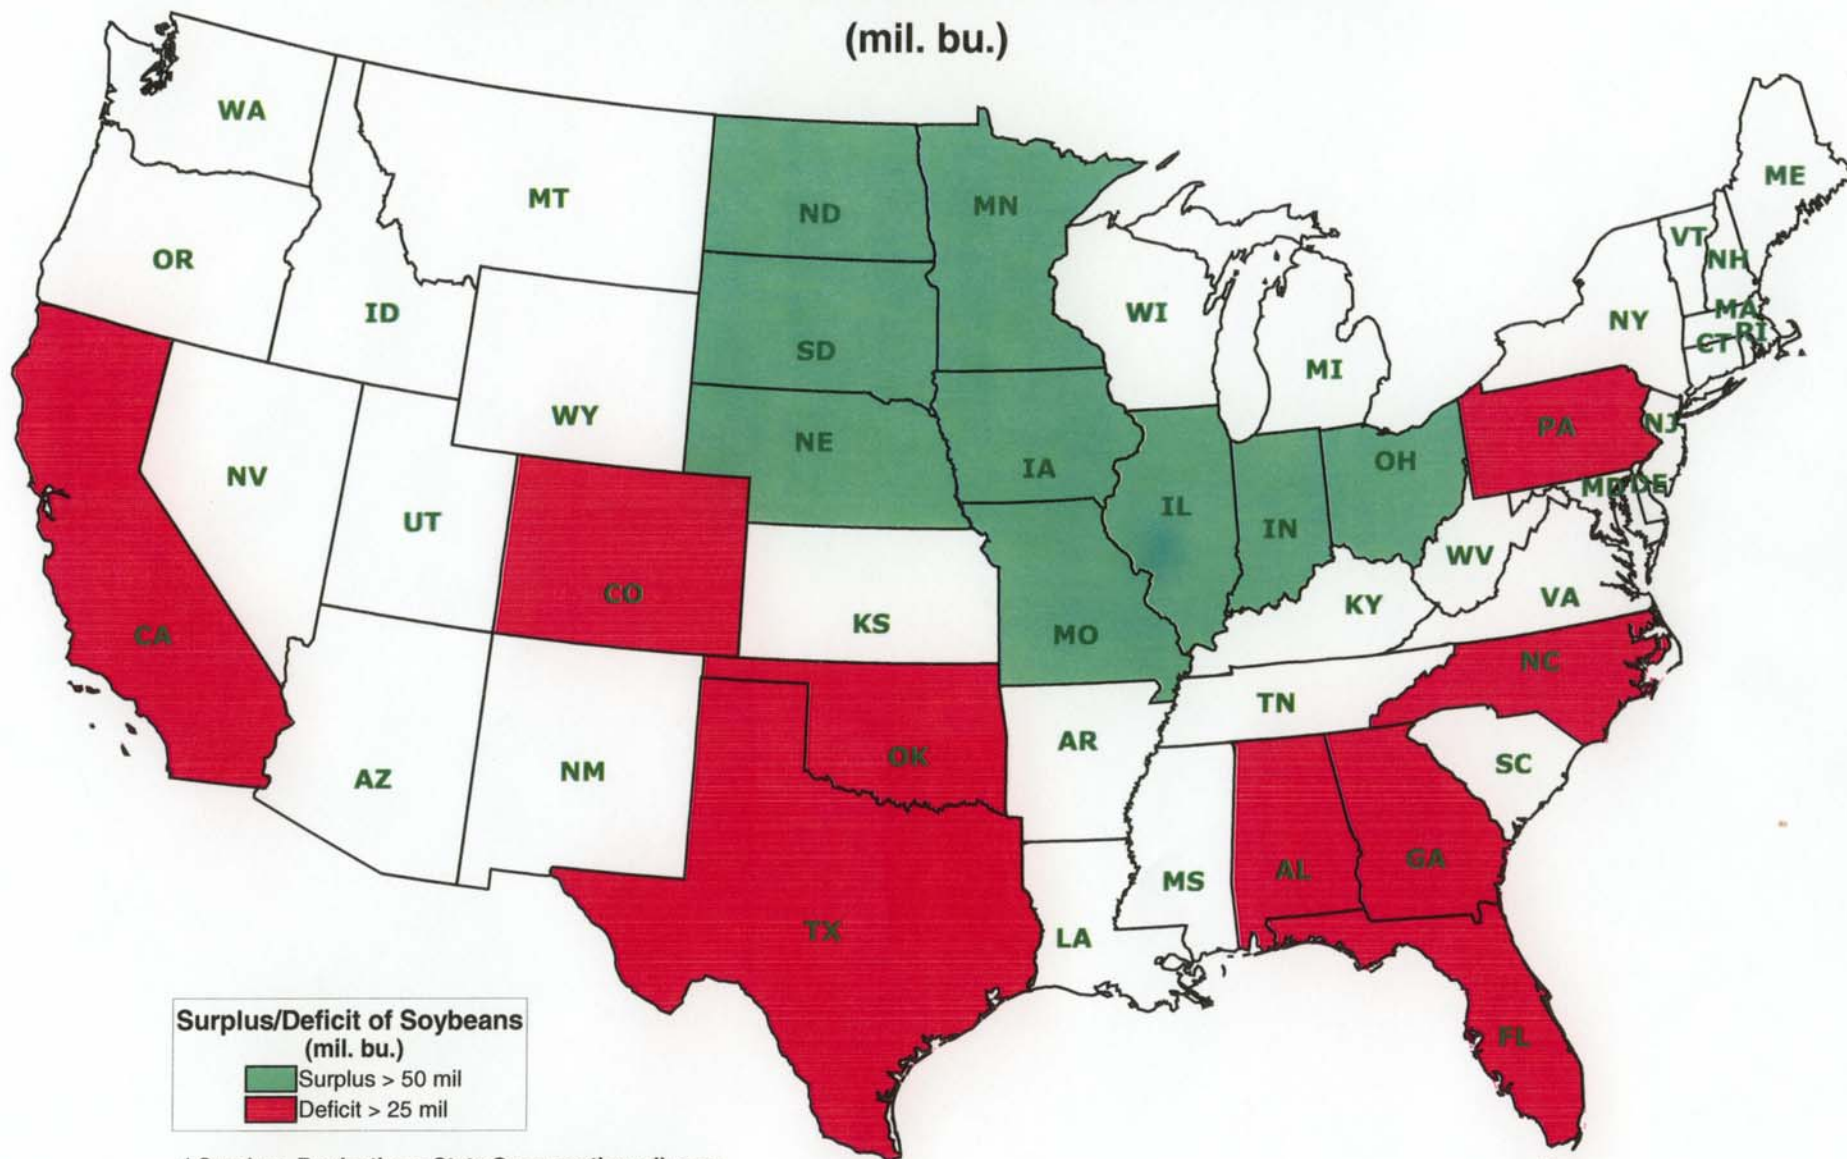 (mil. bu.)
WA
MT
ND
MN
ME
OR
ID
WI
VT
NH
MA
RI
CT
NY
SD
MI
WY
NE
IA
IL
IN
OH
PA
NJ
MD
DE
NV
UT
CO
KS
MO
KY
WV
VA
CA
AZ
NM
OK
AR
TN
NC
SC
TX
LA
MS
AL
GA
FL
Surplus/Deficit of Soybeans
(mil. bu.)
Surplus > 50 mil
Deficit > 25 mil